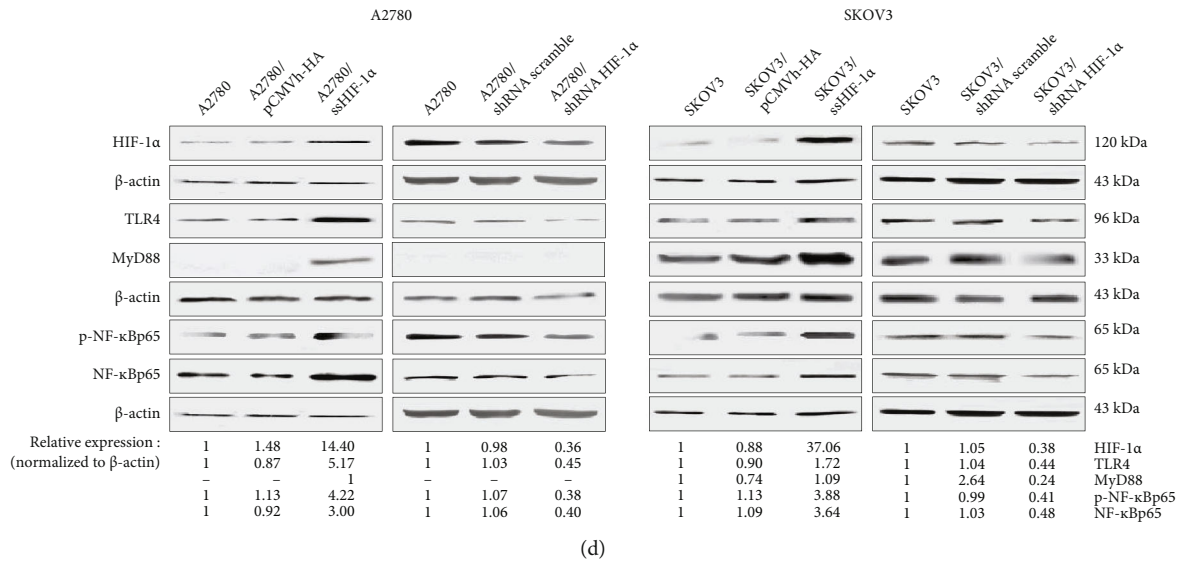 A2780 SKOV3
A2780
A2780/
pCMVh-HA
A2780/
ssHIF-1α
A2780
A2780/
shRNA scramble
A2780/
shRNA HIF-1α
SKOV3
SKOV3/
pCMVh-HA
SKOV3/
ssHIF-1α
SKOV3
SKOV3/
shRNA scramble
SKOV3/
shRNA HIF-1α
HIF-1α 120 kDa
β-actin 43 kDa
TLR4 96 kDa
MyD88 33 kDa
β-actin 43 kDa
p-NF-κBp65 65 kDa
NF-κBp65 65 kDa
β-actin 43 kDa
Relative expression : 1 1.48 14.40 1 0.98 0.36 1 0.88 37.06 1 1.05 0.38 HIF-1α
(normalized to β-actin) 1 0.87 5.17 1 1.03 0.45 1 0.90 1.72 1 1.04 0.44 TLR4
– – 1 – – – 1 0.74 1.09 1 2.64 0.24 MyD88
1 1.13 4.22 1 1.07 0.38 1 1.13 3.88 1 0.99 0.41 p-NF-κBp65
1 0.92 3.00 1 1.06 0.40 1 1.09 3.64 1 1.03 0.48 NF-κBp65
(d)